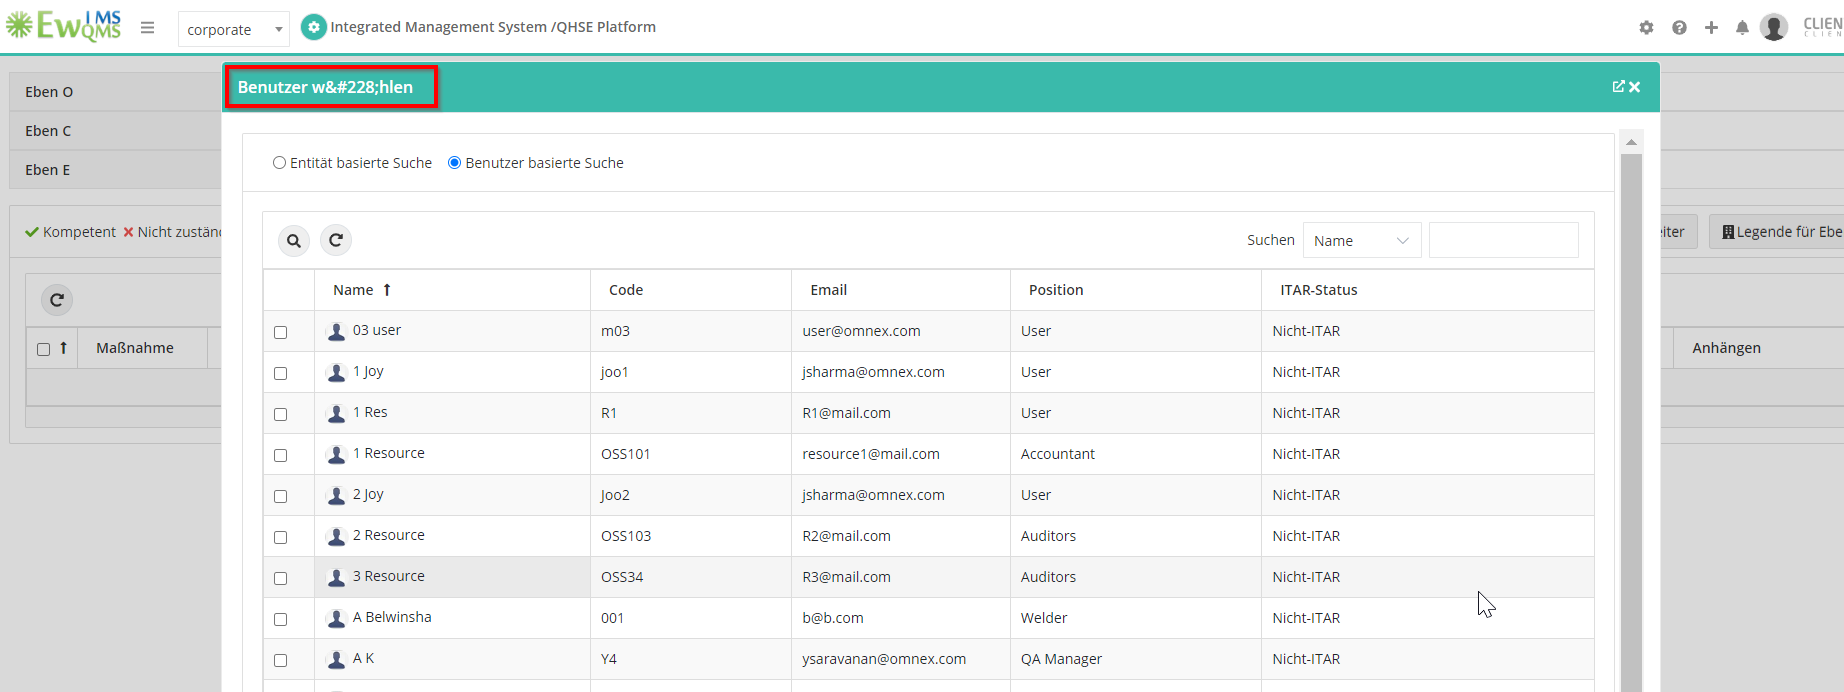 EwIMS QMS
corporate
Integrated Management System /QHSE Platform
CLIEN
CLIEN
Benutzer w&#228;hlen
Eben O
Eben C
Eben E
Kompetent
Nicht zuständ
eiter
Legende für Ebe
Maßnahme
Anhängen
Entität basierte Suche
Benutzer basierte Suche
Suchen Name
Name Code Email Position ITAR-Status
03 user m03 user@omnex.com User Nicht-ITAR
1 Joy joo1 jsharma@omnex.com User Nicht-ITAR
1 Res R1 R1@mail.com User Nicht-ITAR
1 Resource OSS101 resource1@mail.com Accountant Nicht-ITAR
2 Joy Joo2 jsharma@omnex.com User Nicht-ITAR
2 Resource OSS103 R2@mail.com Auditors Nicht-ITAR
3 Resource OSS34 R3@mail.com Auditors Nicht-ITAR
A Belwinsha 001 b@b.com Welder Nicht-ITAR
A K Y4 ysaravanan@omnex.com QA Manager Nicht-ITAR